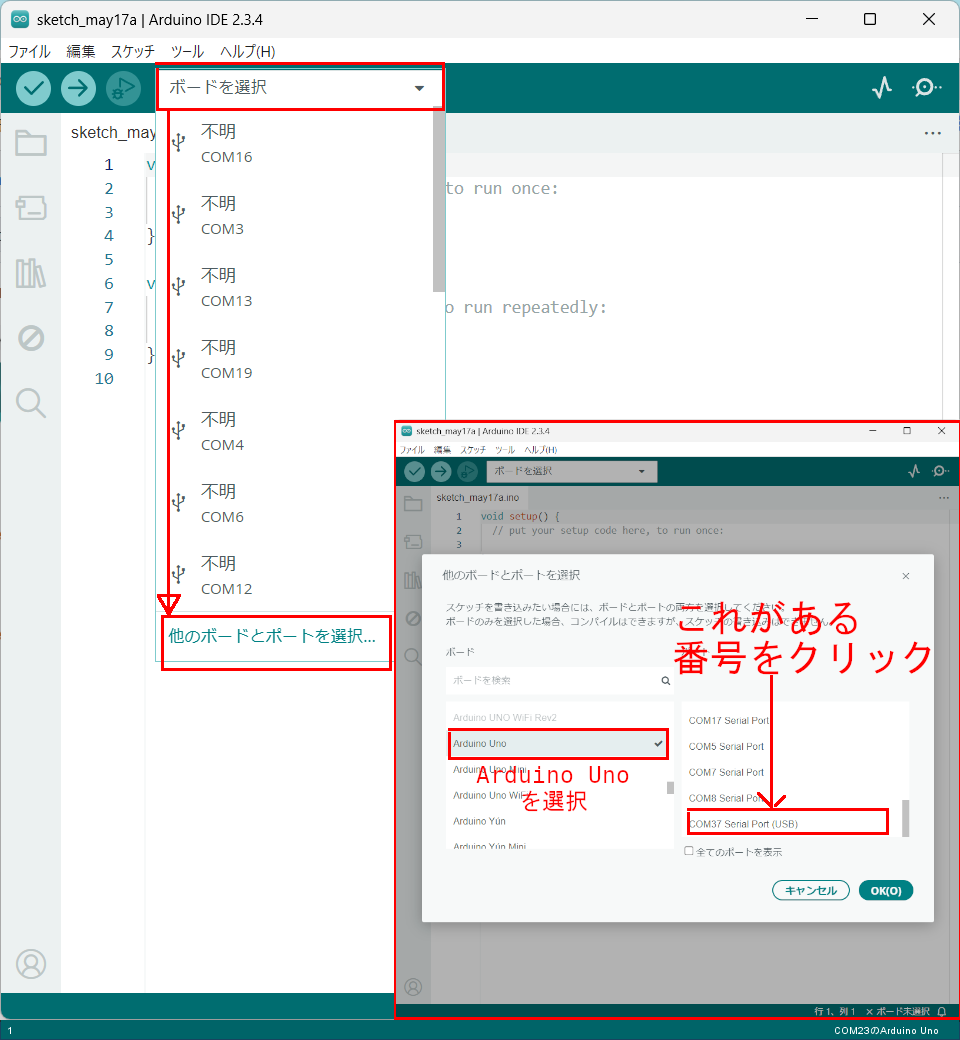 sketch_may17a | Arduino IDE 2.3.4
ファイル 編集 スケッチ ツール ヘルプ(H)
ボードを選択
sketch_may
不明
COM16
不明
COM3
不明
COM13
不明
COM19
不明
COM4
不明
COM6
不明
COM12
他のボードとポートを選択...
1 v
2 to run once:
3
4 }
5
6 v
7 o run repeatedly:
8
9 }
10
sketch_may17a | Arduino IDE 2.3.4
ファイル 編集 スケッチ ツール ヘルプ(H)
ボードを選択
sketch_may17a.ino
1 void setup() {
2 // put your setup code here, to run once:
3
他のボードとポートを選択
スケッチを書き込みたい場合には、ボードとポートの両方を選択してください。
ボードのみを選択した場合、コンパイルはできますが、スケッチの書き込みはできません。
これがある
番号をクリック
ボード
ボードを検索
Arduino UNO WiFi Rev2
Arduino Uno
Arduino Uno Mini
Arduino Uno WiFi
Arduino Yún
Arduino Yún Mini
Arduino Uno
を選択
COM17 Serial Port
COM5 Serial Port
COM7 Serial Port
COM8 Serial Port
COM37 Serial Port (USB)
全てのポートを表示
キャンセル OK(O)
行 1、列 1 ボード未選択
1 COM23のArduino Uno